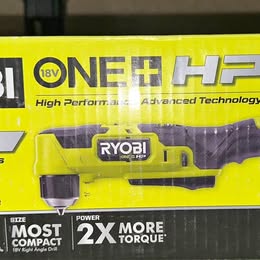 BI ONE+ HP
18V
High Performance Advanced Technology
RYOBI
ONE+ HP
SIZE
MOST
COMPACT
18V Right Angle Drill
POWER
2X MORE
TORQUE